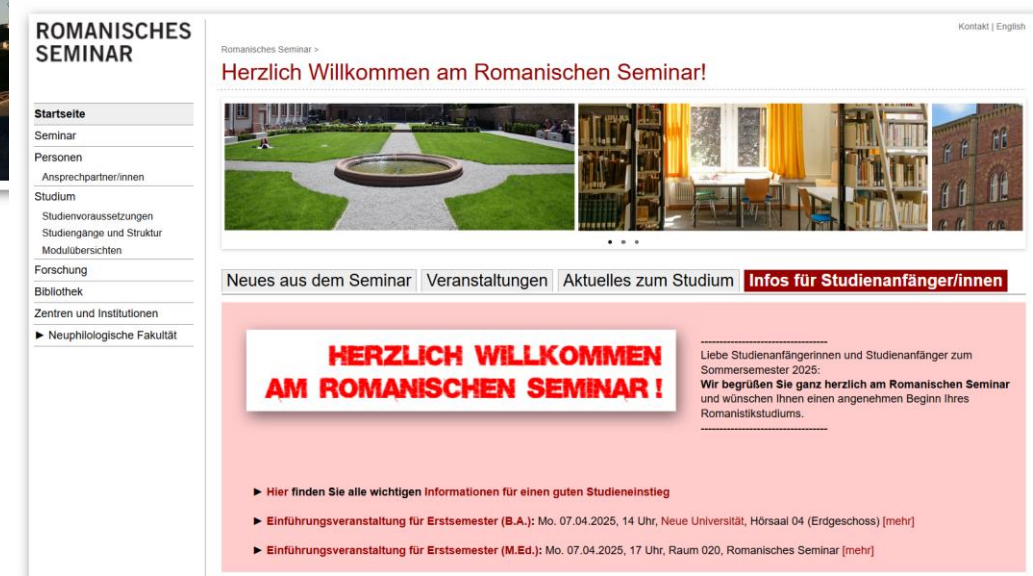 ROMANISCHES
SEMINAR
Kontakt | English
Romanisches Seminar >
Herzlich Willkommen am Romanischen Seminar!
Startseite
Seminar
Personen
Ansprechpartner/innen
Studium
Studienvoraussetzungen
Studiengänge und Struktur
Modulübersichten
Forschung
Bibliothek
Zentren und Institutionen
► Neuphilologische Fakultät
Neues aus dem Seminar Veranstaltungen Aktuelles zum Studium Infos für Studienanfänger/innen
HERZLICH WILLKOMMEN
AM ROMANISCHEN SEMINAR !
----------------------------------
Liebe Studienanfängerinnen und Studienanfänger zum
Sommersemester 2025:
Wir begrüßen Sie ganz herzlich am Romanischen Seminar
und wünschen Ihnen einen angenehmen Beginn Ihres
Romanistikstudiums.
----------------------------------
► Hier finden Sie alle wichtigen Informationen für einen guten Studieneinstieg
► Einführungsveranstaltung für Erstsemester (B.A.): Mo. 07.04.2025, 14 Uhr, Neue Universität, Hörsaal 04 (Erdgeschoss) [mehr]
► Einführungsveranstaltung für Erstsemester (M.Ed.): Mo. 07.04.2025, 17 Uhr, Raum 020, Romanisches Seminar [mehr]